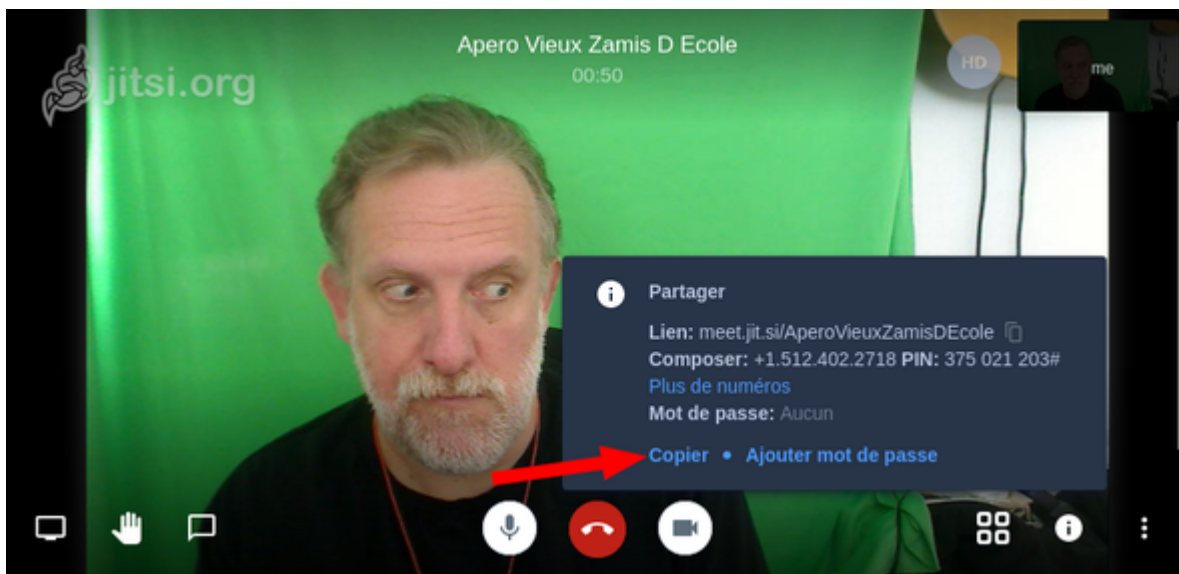 jitsi.org
Apero Vieux Zamis D Ecole
00:50
HD
me
Partager
Lien: meet.jit.si/AperoVieuxZamisDEcole
Composer: +1.512.402.2718 PIN: 375 021 203#
Plus de numéros
Mot de passe: Aucun
Copier • Ajouter mot de passe